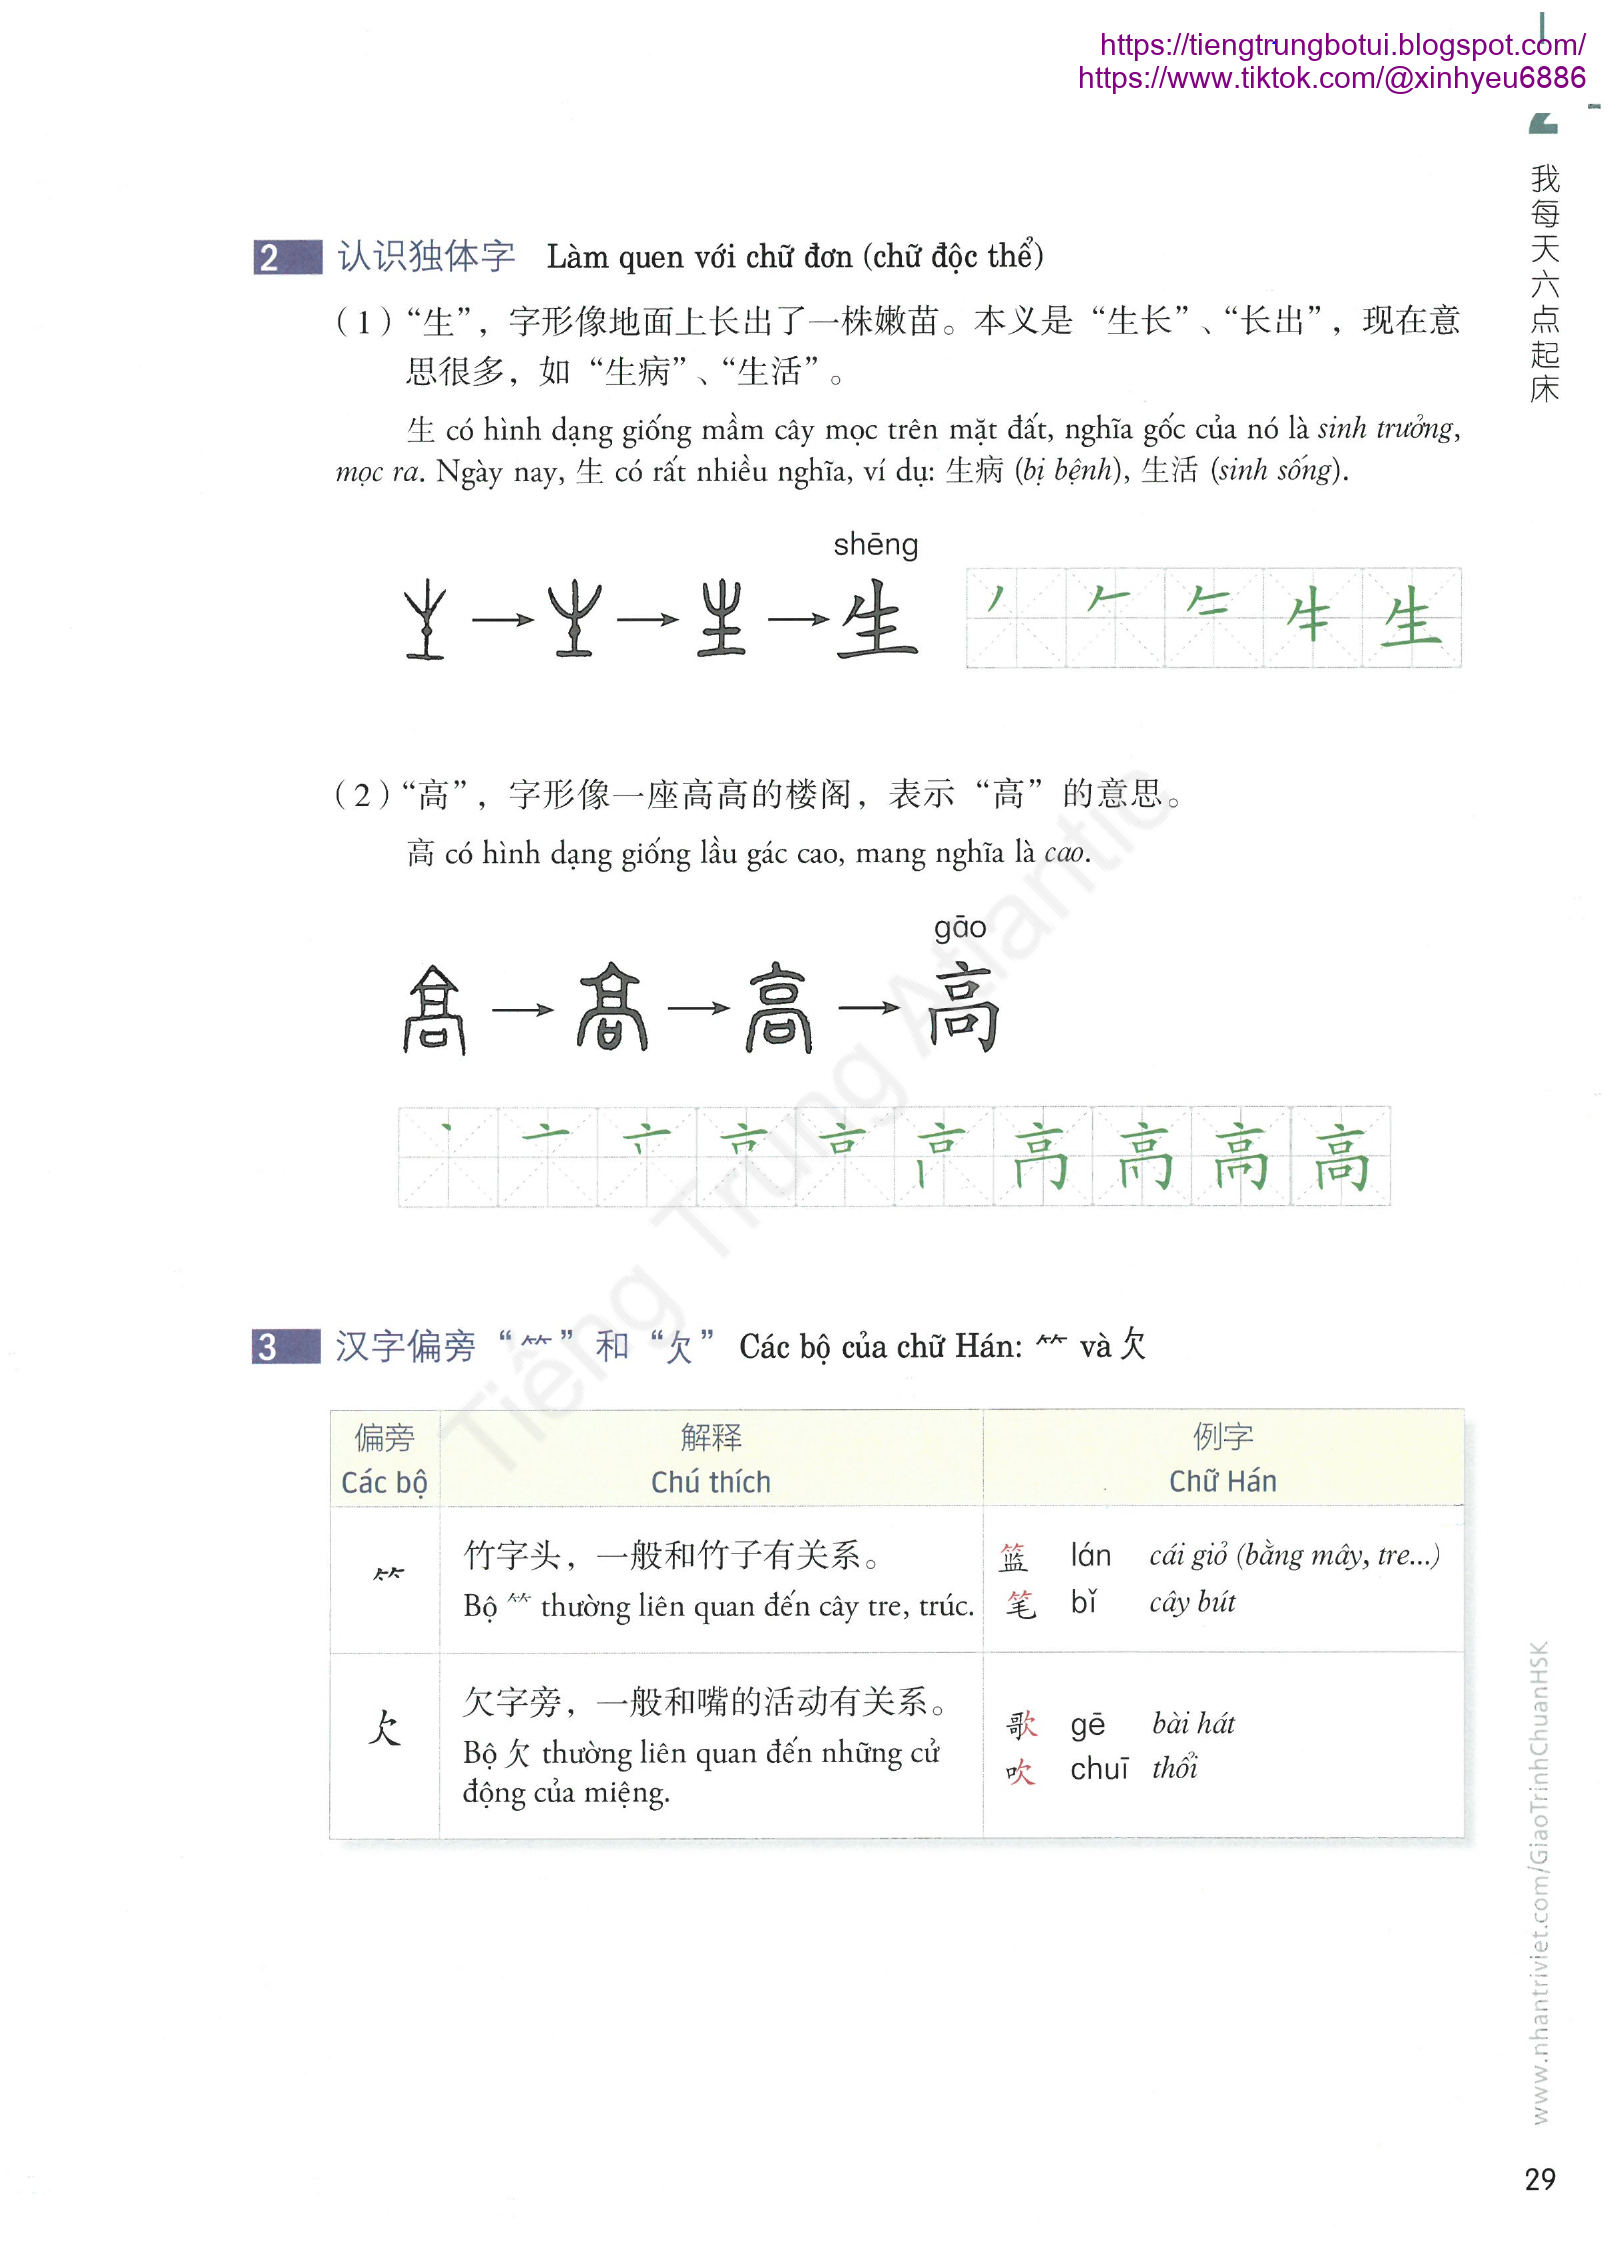 https://tiengtrungbotui.blogspot.com/
https://www.tiktok.com/@xinhyeu6886
2
我每天六点起床
2 认识独体字 Làm quen với chữ đơn (chữ độc thể)
(1)“生”，字形像地面上长出了一株嫩苗。本义是“生长”、“长出”，现在意
思很多，如“生病”、“生活”。
生 có hình dạng giống mầm cây mọc trên mặt đất, nghĩa gốc của nó là sinh trưởng,
mọc ra. Ngày nay, 生 có rất nhiều nghĩa, ví dụ: 生病 (bị bệnh), 生活 (sinh sống).
shēng
生
生
(2)“高”，字形像一座高高的楼阁，表示“高”的意思。
高 có hình dạng giống lầu gác cao, mang nghĩa là cao.
gāo
高
高
Tiếng Trung Atlantic
3 汉字偏旁“⺮”和“欠” Các bộ của chữ Hán: ⺮ và 欠
偏旁 解释 例字
Các bộ Chú thích Chữ Hán
⺮
竹字头，一般和竹子有关系。
Bộ ⺮ thường liên quan đến cây tre, trúc.
篮 lán cái giỏ (bằng mây, tre...)
笔 bǐ cây bút
欠
欠字旁，一般和嘴的活动有关系。
Bộ 欠 thường liên quan đến những cử
động của miệng.
歌 gē bài hát
吹 chuī thổi
www.nhantriviet.com/GiaoTrinhChuanHSK
29